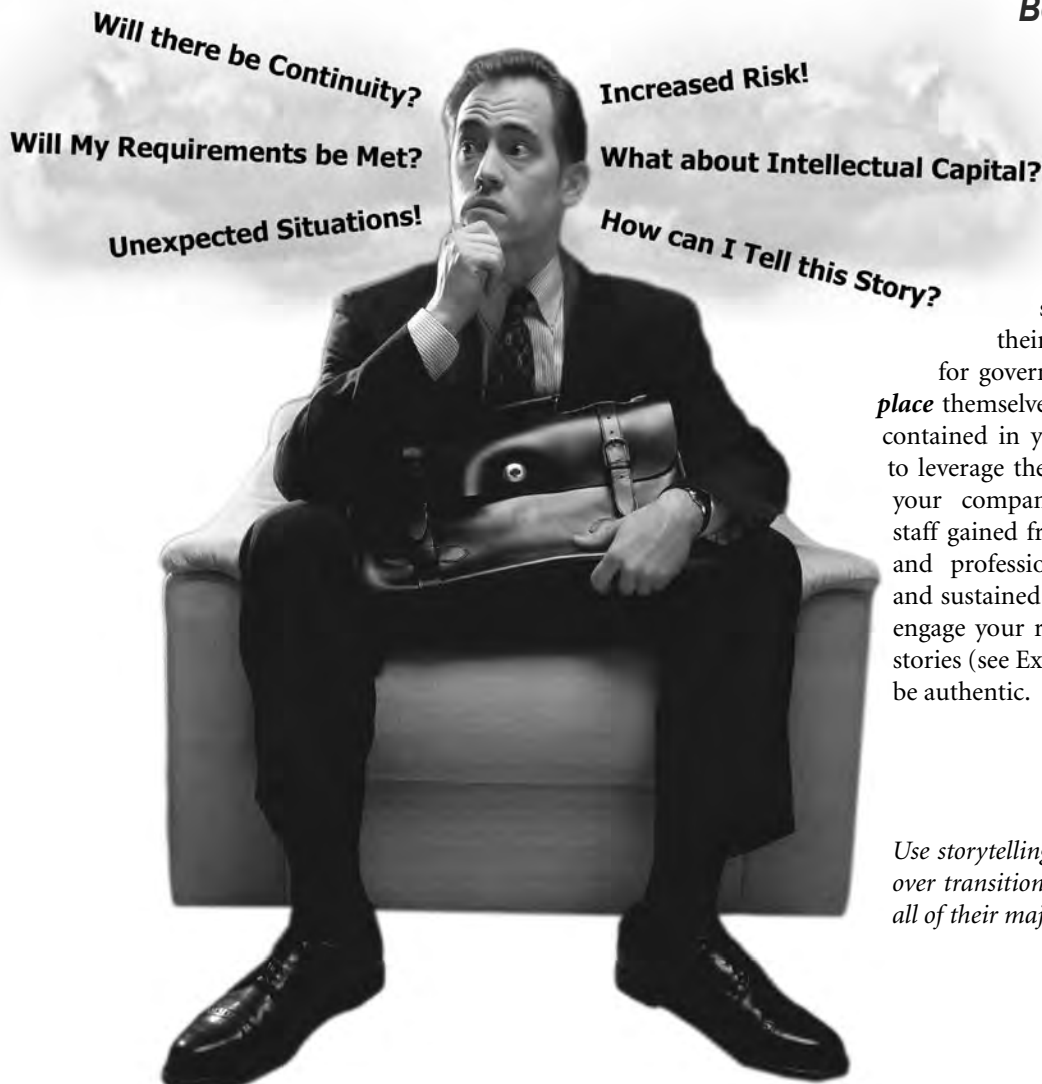 Will there be Continuity?
Will My Requirements be Met?
Unexpected Situations!
Increased Risk!
What about Intellectual Capital?
How can I Tell this Story?
their
for govern
place themselve
contained in y
to leverage the
your compan
staff gained fr
and professio
and sustained
engage your r
stories (see Ex
be authentic.
Use storytelling
over transition
all of their maj